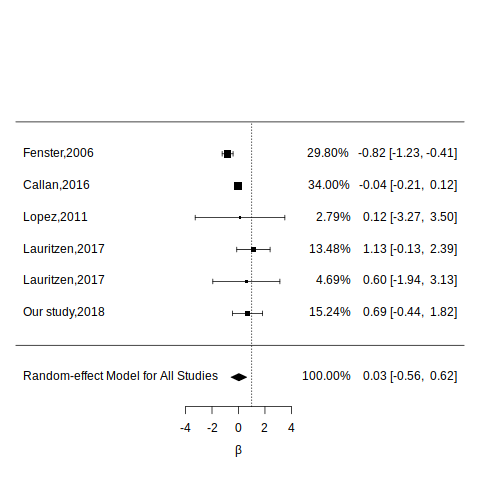 Fenster,2006 29.80% -0.82 [-1.23, -0.41]
Callan,2016 34.00% -0.04 [-0.21, 0.12]
Lopez,2011 2.79% 0.12 [-3.27, 3.50]
Lauritzen,2017 13.48% 1.13 [-0.13, 2.39]
Lauritzen,2017 4.69% 0.60 [-1.94, 3.13]
Our study,2018 15.24% 0.69 [-0.44, 1.82]
Random-effect Model for All Studies 100.00% 0.03 [-0.56, 0.62]
-4 -2 0 2 4
β